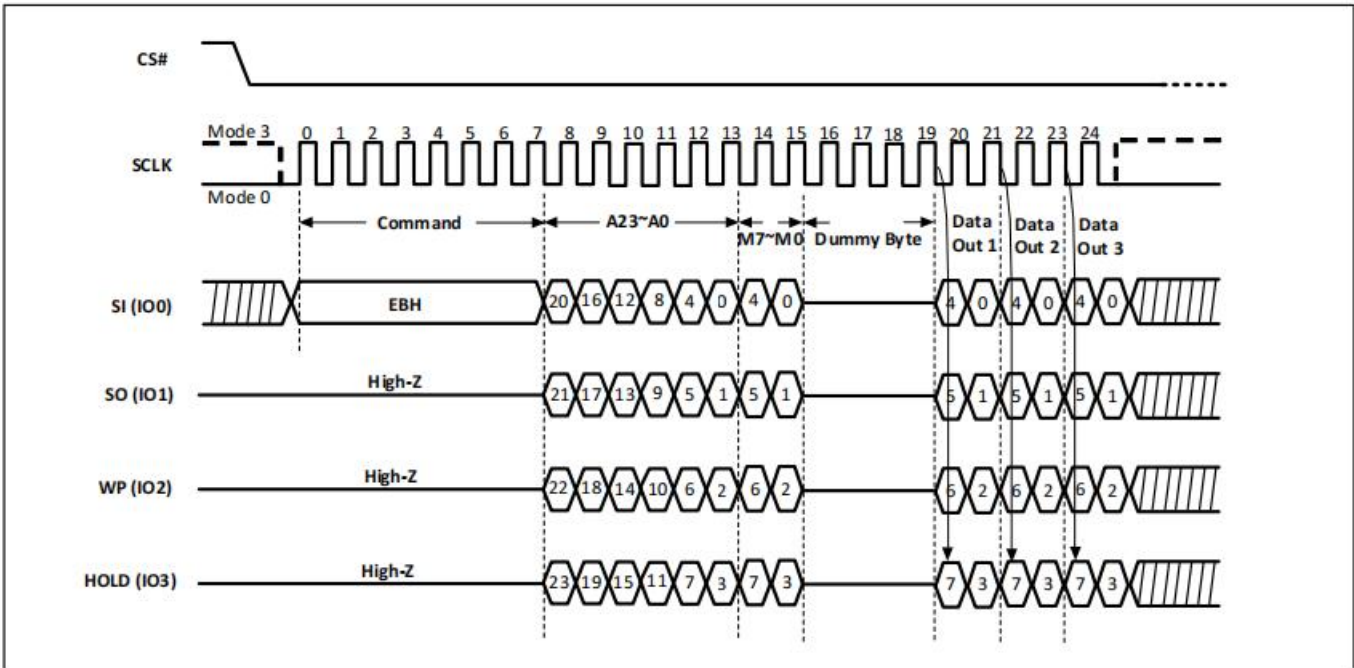 CS#
Mode 3 0 1 2 3 4 5 6 7 8 9 10 11 12 13 14 15 16 17 18 19 20 21 22 23 24
SCLK
Mode 0
Command A23~A0 M7~M0 Dummy Byte Data Out 1 Data Out 2 Data Out 3
SI (IO0) EBH 20 16 12 8 4 0 4 0 4 0 4 0 4 0
High-Z
SO (IO1) 21 17 13 9 5 1 5 1 5 1 5 1 5 1
High-Z
WP (IO2) 22 18 14 10 6 2 6 2 6 2 6 2 6 2
High-Z
HOLD (IO3) 23 19 15 11 7 3 7 3 7 3 7 3 7 3